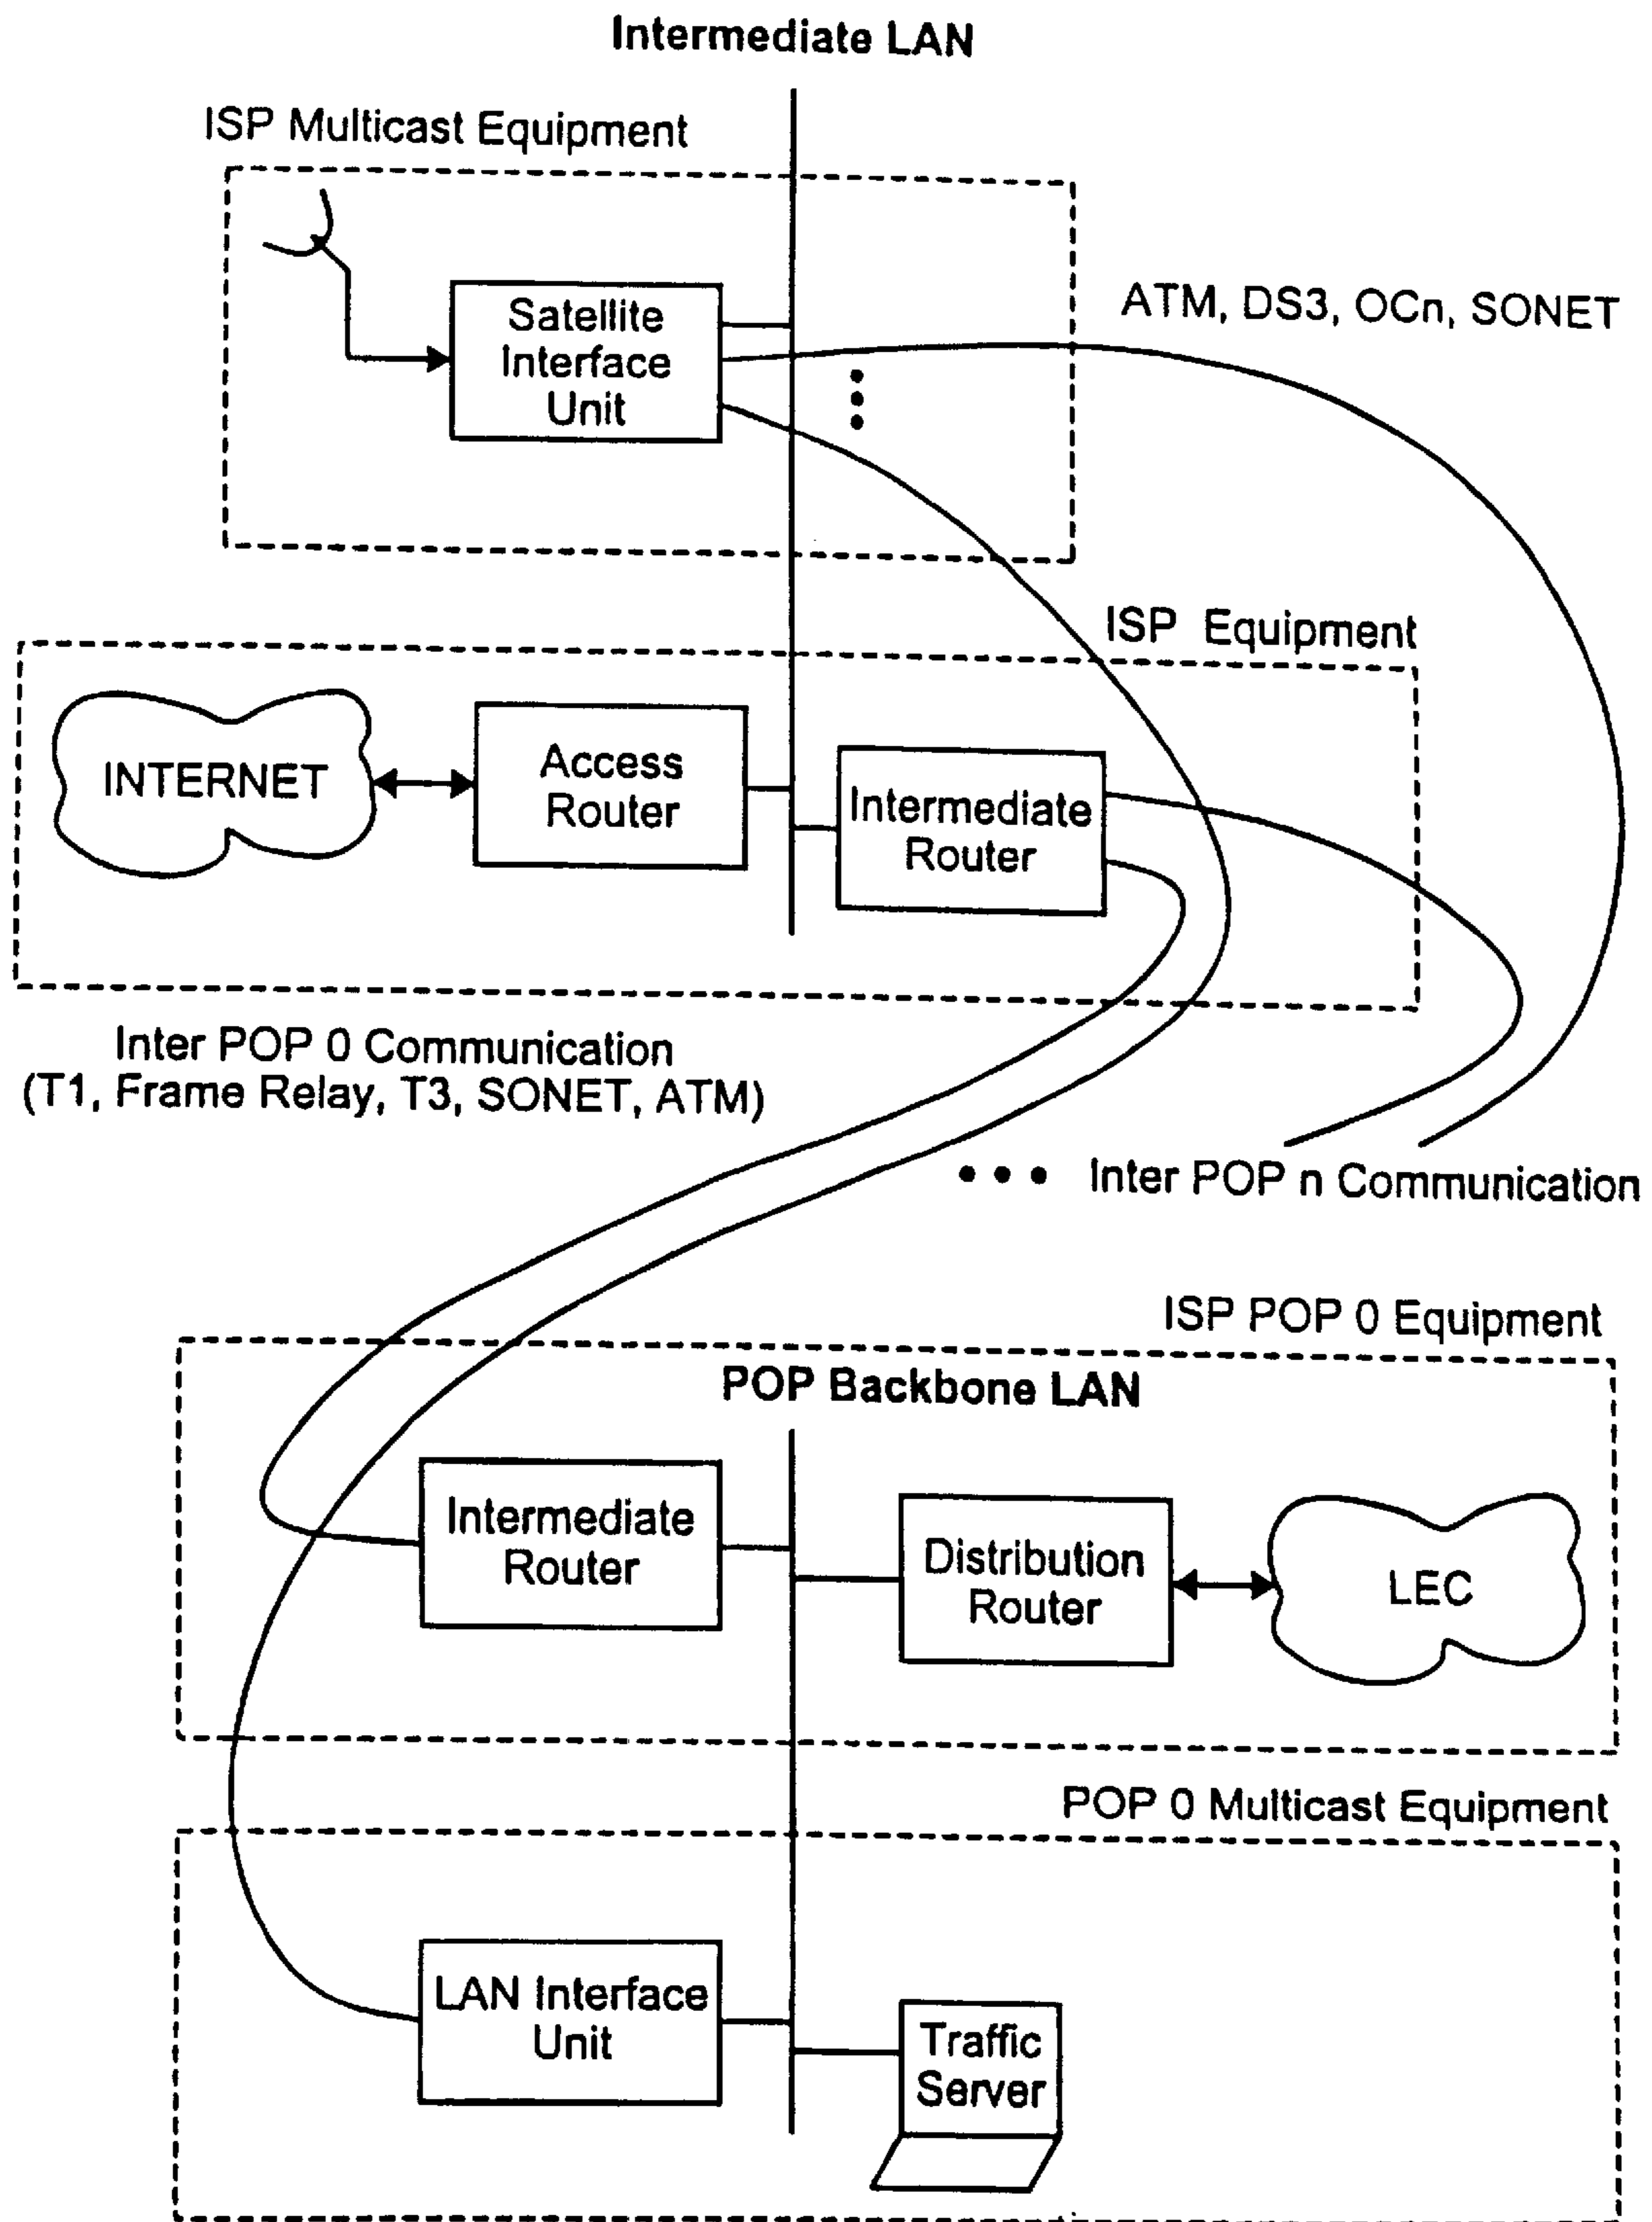 Intermediate LAN
ISP Multicast Equipment
Satellite
Interface
Unit
ATM, DS3, OCn, SONET
ISP Equipment
INTERNET
Access
Router
Intermediate
Router
Inter POP 0 Communication
(T1, Frame Relay, T3, SONET, ATM)
Inter POP n Communication
ISP POP 0 Equipment
POP Backbone LAN
Intermediate
Router
Distribution
Router
LEC
POP 0 Multicast Equipment
LAN Interface
Unit
Traffic
Server